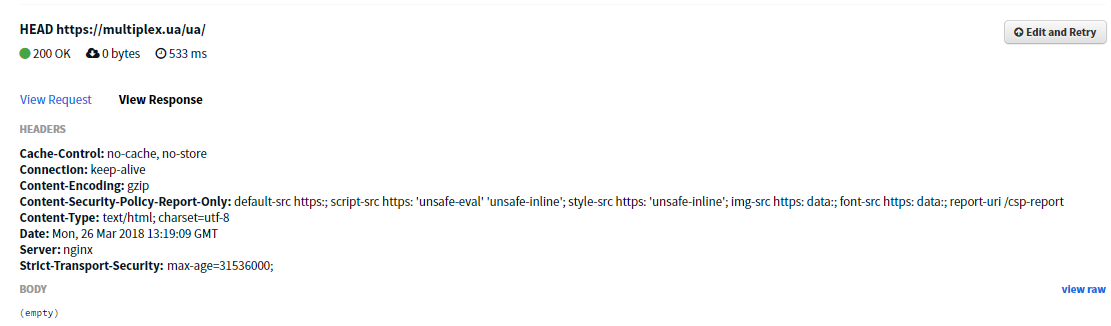 HEAD https://multiplex.ua/ua/
Edit and Retry
200 OK 0 bytes 533 ms
View Request View Response
HEADERS
Cache-Control: no-cache, no-store
Connection: keep-alive
Content-Encoding: gzip
Content-Security-Policy-Report-Only: default-src https:; script-src https: 'unsafe-eval' 'unsafe-inline'; style-src https: 'unsafe-inline'; img-src https: data:; font-src https: data:; report-uri /csp-report
Content-Type: text/html; charset=utf-8
Date: Mon, 26 Mar 2018 13:19:09 GMT
Server: nginx
Strict-Transport-Security: max-age=31536000;
BODY
view raw
(empty)